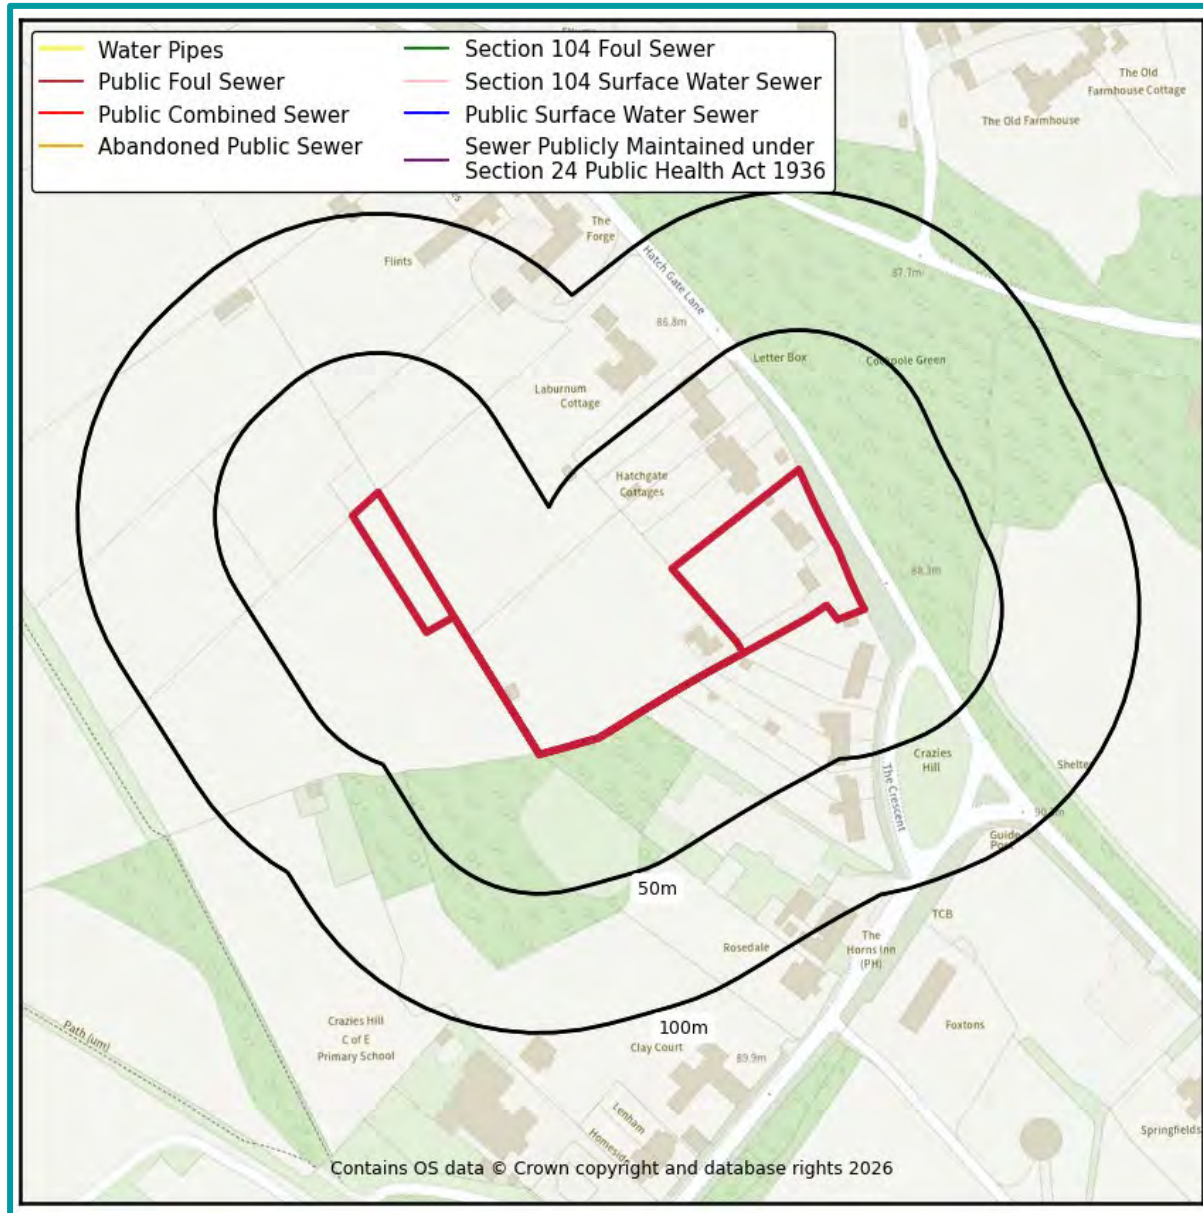 Water Pipes
Public Foul Sewer
Public Combined Sewer
Abandoned Public Sewer
Section 104 Foul Sewer
Section 104 Surface Water Sewer
Public Surface Water Sewer
Sewer Publicly Maintained under
Section 24 Public Health Act 1936
The Old
Farmhouse Cottage
The Old Farmhouse
The
Forge
Flints
Hatch Gate Lane
87.7m
86.8m
Letter Box
Cockpole Green
Laburnum
Cottage
Hatchgate
Cottages
88.3m
Crazies
Hill
The Crescent
Shelter
Guide
Post
50m
TCB
Rosedale
The
Horns Inn
(PH)
Crazies Hill
C of E
Primary School
100m
Clay Court
Foxtons
Path (um)
89.9m
Lenham
Homeside
Springfields
Contains OS data © Crown copyright and database rights 2026